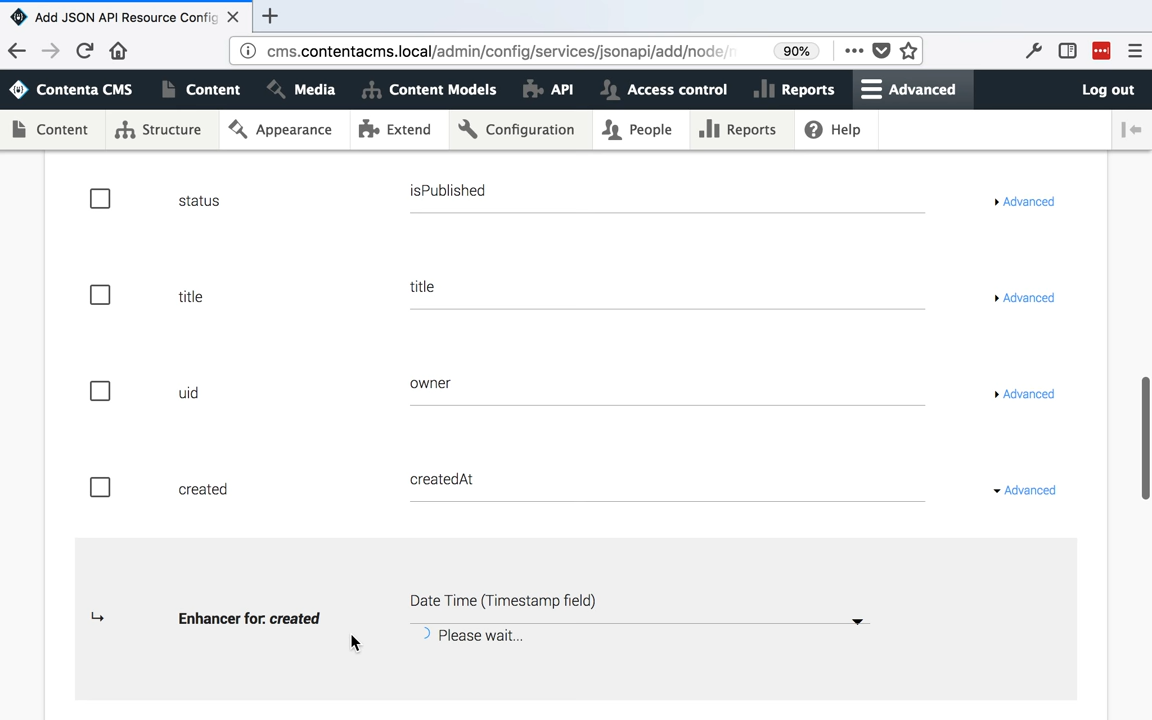 Add JSON API Resource Config
cms.contentacms.local/admin/config/services/jsonapi/add/node/
90%
Contenta CMS
Content
Media
Content Models
API
Access control
Reports
Advanced
Log out
Content
Structure
Appearance
Extend
Configuration
People
Reports
Help
status
isPublished
Advanced
title
title
Advanced
uid
owner
Advanced
created
createdAt
Advanced
Enhancer for: created
Date Time (Timestamp field)
Please wait...